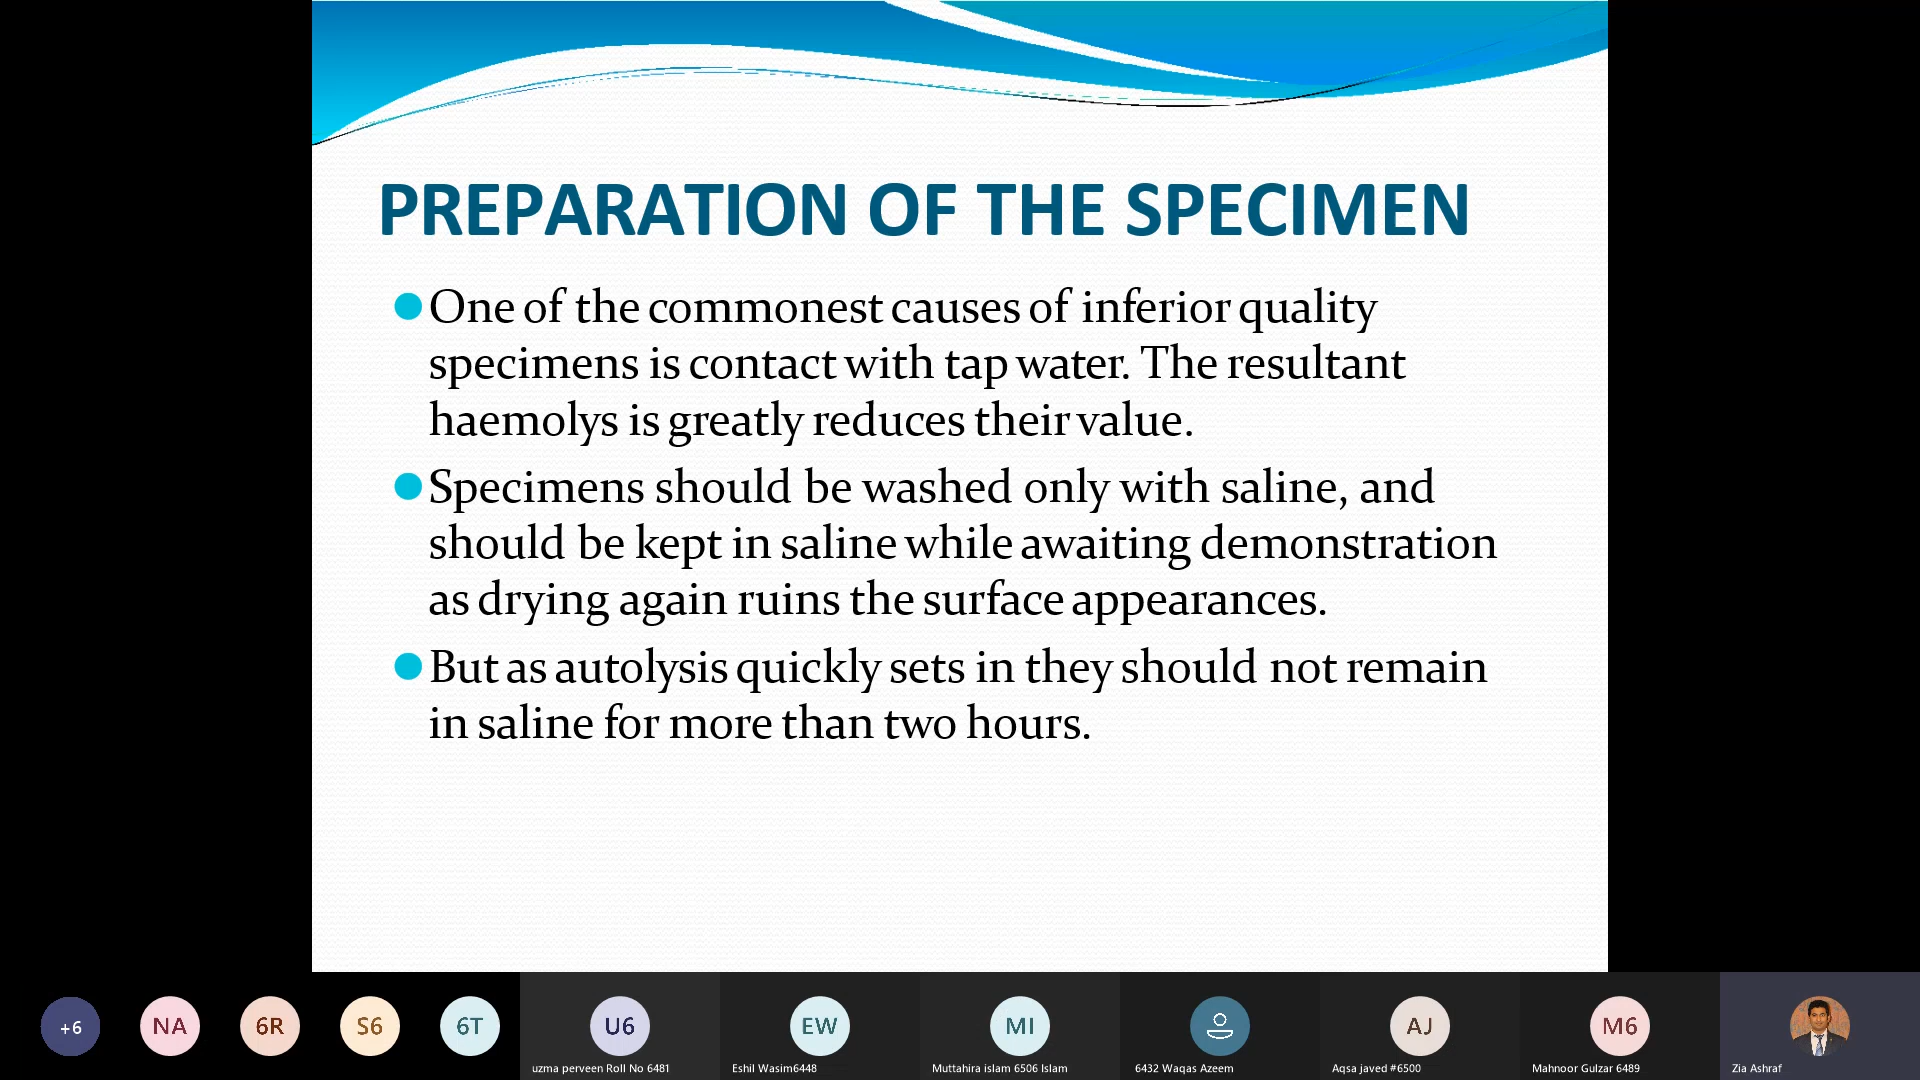 PREPARATION OF THE SPECIMEN
One of the commonest causes of inferior quality
specimens is contact with tap water. The resultant
haemolys is greatly reduces their value.
Specimens should be washed only with saline, and
should be kept in saline while awaiting demonstration
as drying again ruins the surface appearances.
But as autolysis quickly sets in they should not remain
in saline for more than two hours.
+6
NA
6R
S6
6T
U6
EW
MI
AJ
M6
uzma perveen Roll No 6481
Eshil Wasim6448
Muttahira islam 6506 Islam
6432 Waqas Azeem
Aqsa javed #6500
Mahnoor Gulzar 6489
Zia Ashraf